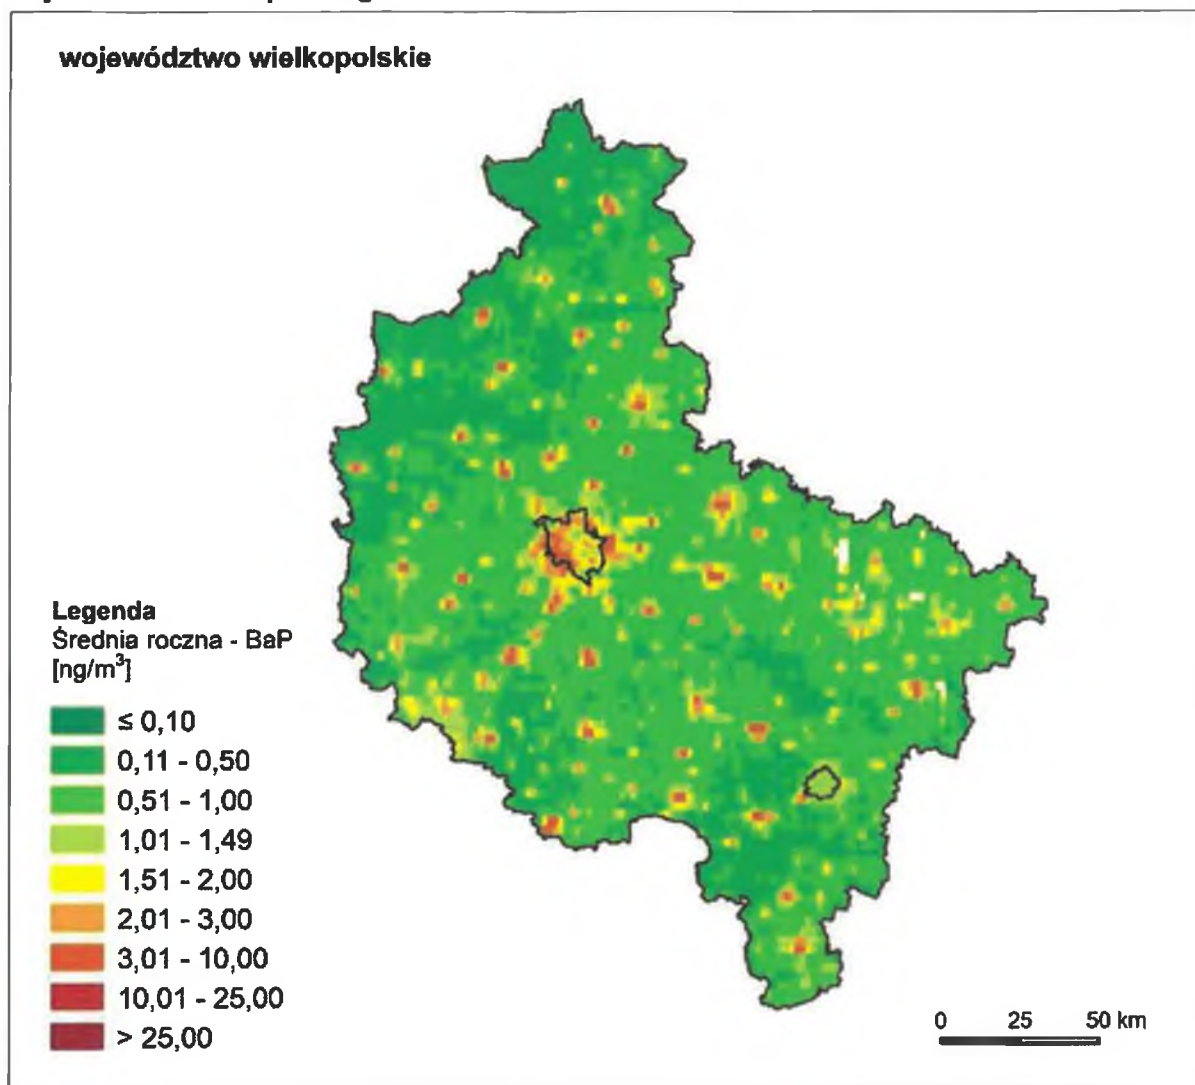 województwo wielkopolskie
Legenda
Średnia roczna - BaP
[ng/m³]
≤ 0,10
0,11 - 0,50
0,51 - 1,00
1,01 - 1,49
1,51 - 2,00
2,01 - 3,00
3,01 - 10,00
10,01 - 25,00
> 25,00
0 25 50 km